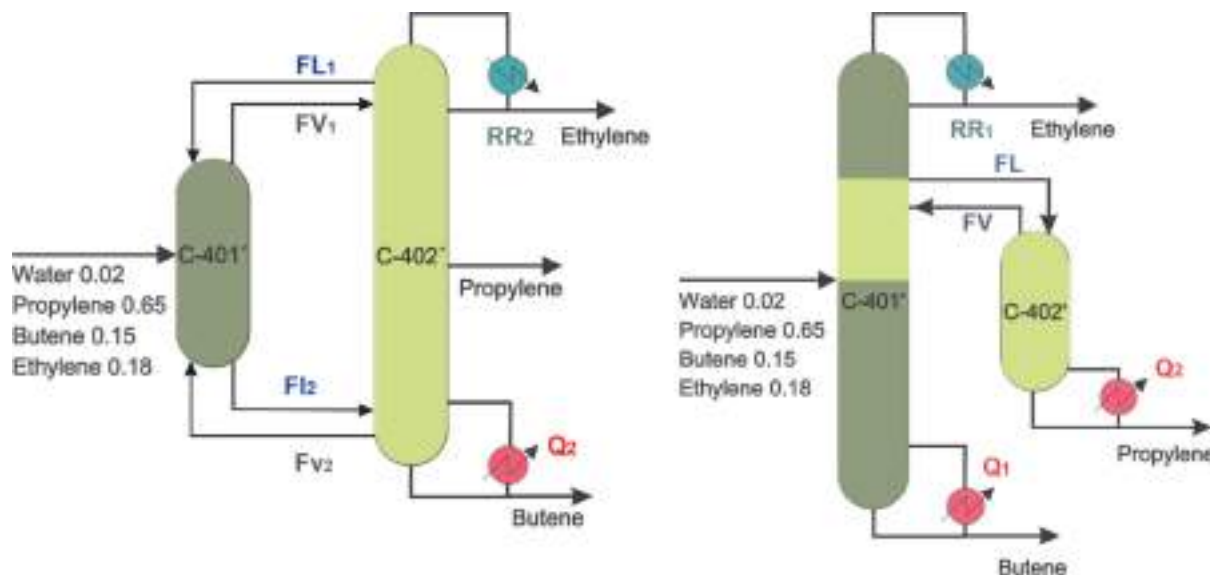 FL1
FV1
RR2
Ethylene
C-401*
C-402*
Water 0.02
Propylene 0.65
Butene 0.15
Ethylene 0.18
Propylene
Fl2
Fv2
Q2
Butene
RR1
Ethylene
FL
FV
Water 0.02
Propylene 0.65
Butene 0.15
Ethylene 0.18
C-401*
C-402*
Q2
Propylene
Q1
Butene